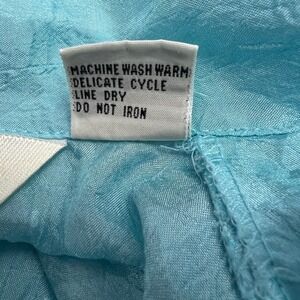 MACHINE WASH WARM
DELICATE CYCLE
LINE DRY
DO NOT IRON